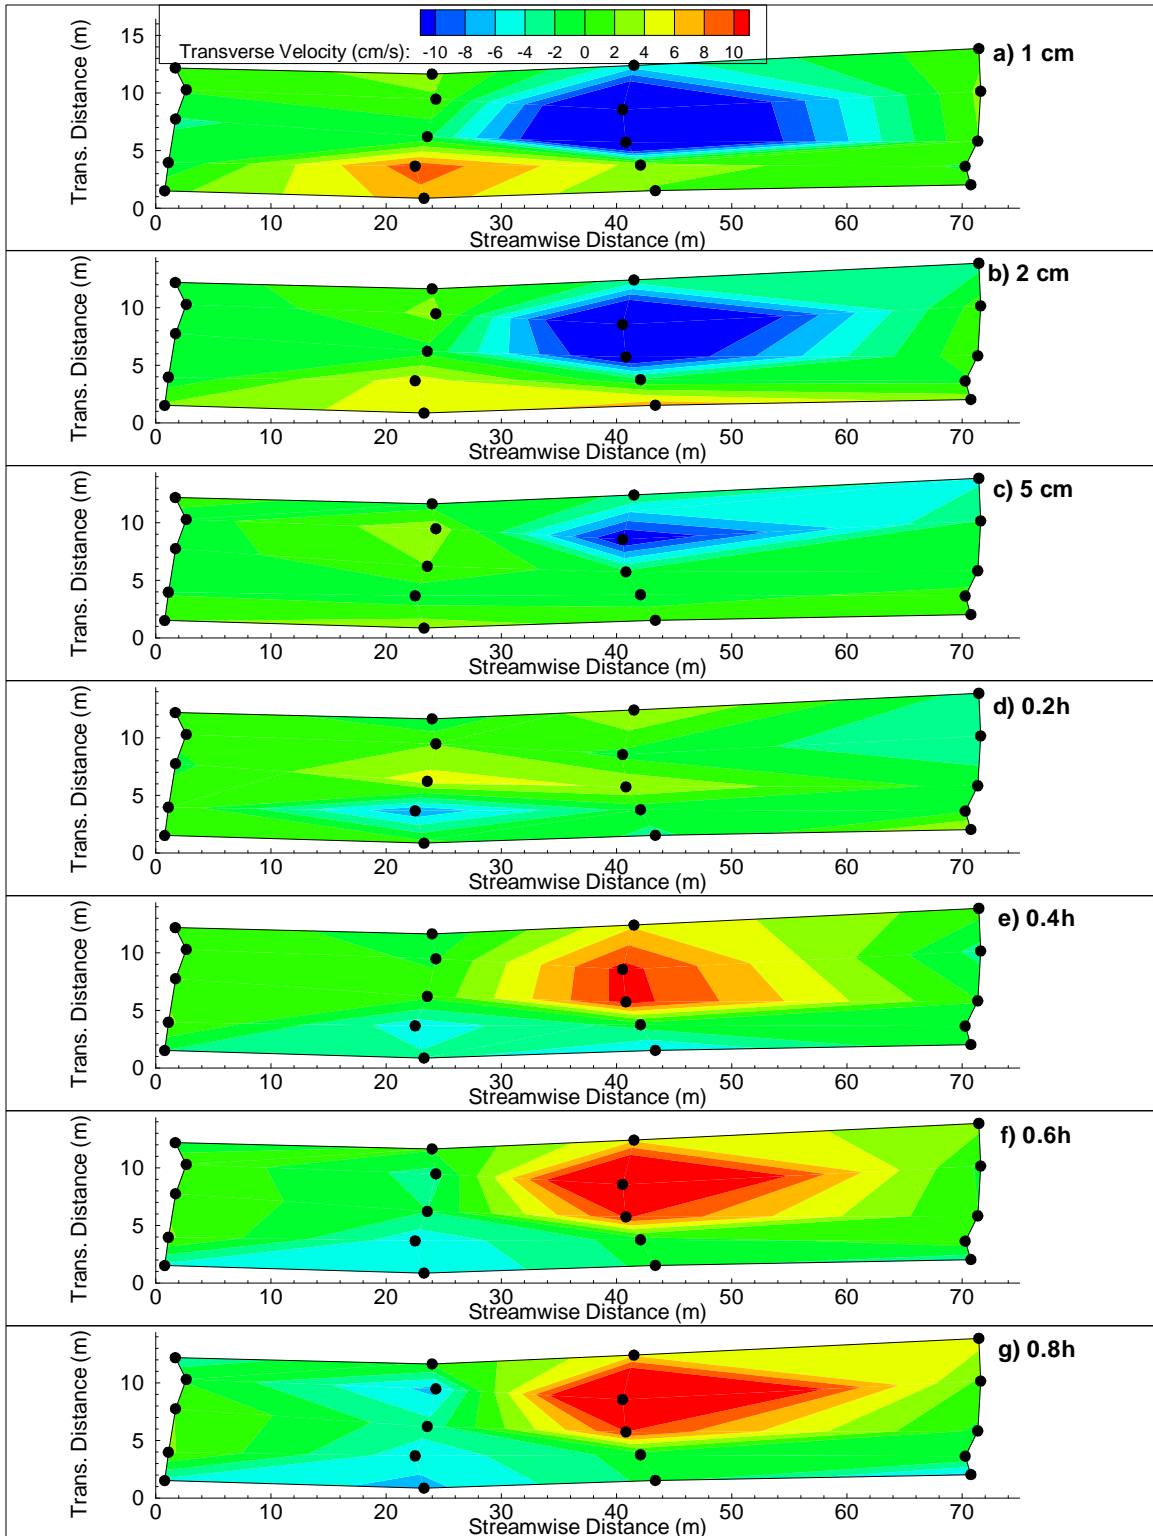 Transverse Velocity (cm/s): -10 -8 -6 -4 -2 0 2 4 6 8 10
a) 1 cm
Trans. Distance (m)
15
10
5
0
0 10 20 30 40 50 60 70
Streamwise Distance (m)
b) 2 cm
Trans. Distance (m)
10
5
0
0 10 20 30 40 50 60 70
Streamwise Distance (m)
c) 5 cm
Trans. Distance (m)
10
5
0
0 10 20 30 40 50 60 70
Streamwise Distance (m)
d) 0.2h
Trans. Distance (m)
10
5
0
0 10 20 30 40 50 60 70
Streamwise Distance (m)
e) 0.4h
Trans. Distance (m)
10
5
0
0 10 20 30 40 50 60 70
Streamwise Distance (m)
f) 0.6h
Trans. Distance (m)
10
5
0
0 10 20 30 40 50 60 70
Streamwise Distance (m)
g) 0.8h
Trans. Distance (m)
10
5
0
0 10 20 30 40 50 60 70
Streamwise Distance (m)